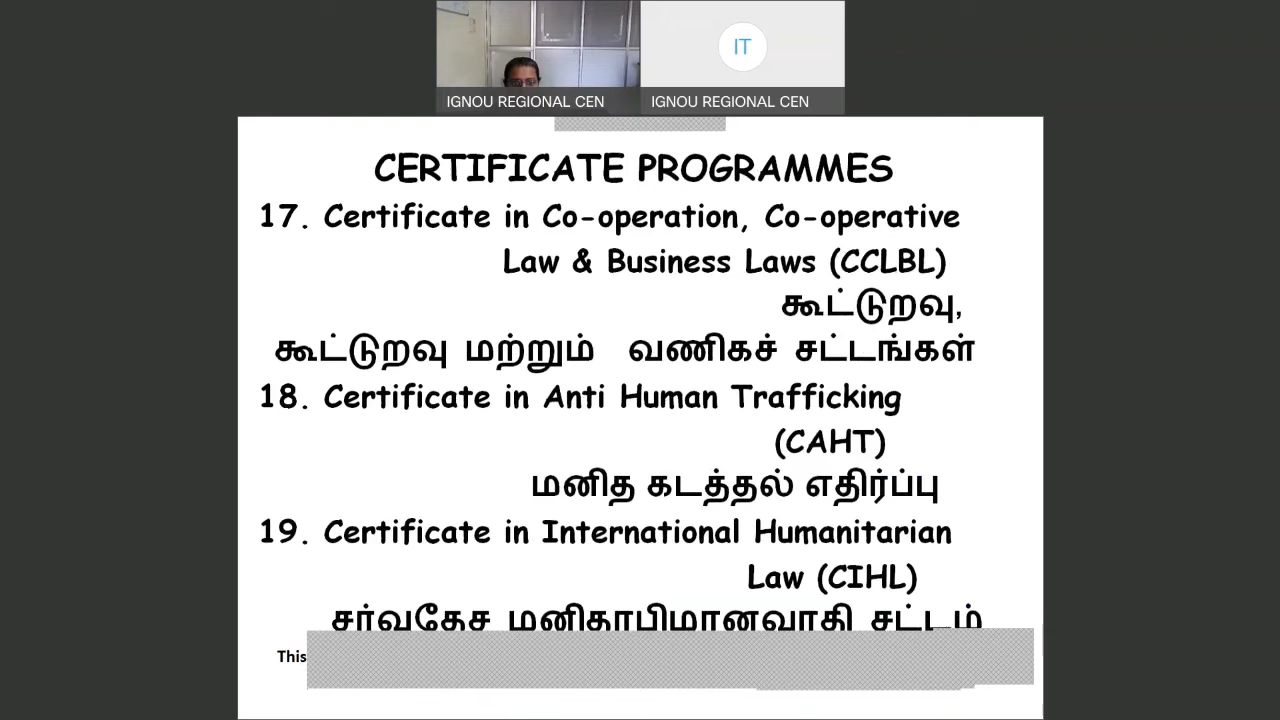 IT
IGNOU REGIONAL CEN
IGNOU REGIONAL CEN
CERTIFICATE PROGRAMMES
17. Certificate in Co-operation, Co-operative
Law & Business Laws (CCLBL)
கூட்டுறவு,
கூட்டுறவு மற்றும் வணிகச் சட்டங்கள்
18. Certificate in Anti Human Trafficking
(CAHT)
மனித கடத்தல் எதிர்ப்பு
19. Certificate in International Humanitarian
Law (CIHL)
சர்வதேச மனிதாபிமானவாதி சட்டம்
This